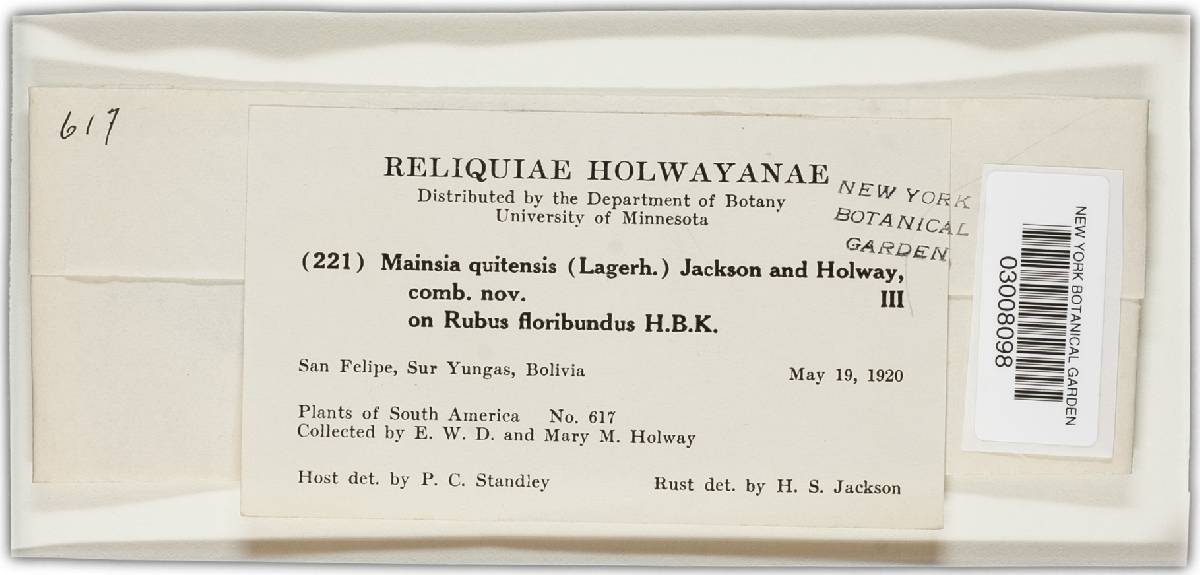 617
RELIQUIAE HOLWAYANAE
Distributed by the Department of Botany
University of Minnesota
NEW YORK
BOTANICAL
GARDEN
(221) Mainsia quitensis (Lagerh.) Jackson and Holway,
comb. nov. III
on Rubus floribundus H.B.K.
San Felipe, Sur Yungas, Bolivia May 19, 1920
Plants of South America No. 617
Collected by E. W. D. and Mary M. Holway
Host det. by P. C. Standley Rust det. by H. S. Jackson
NEW YORK BOTANICAL GARDEN
03008098